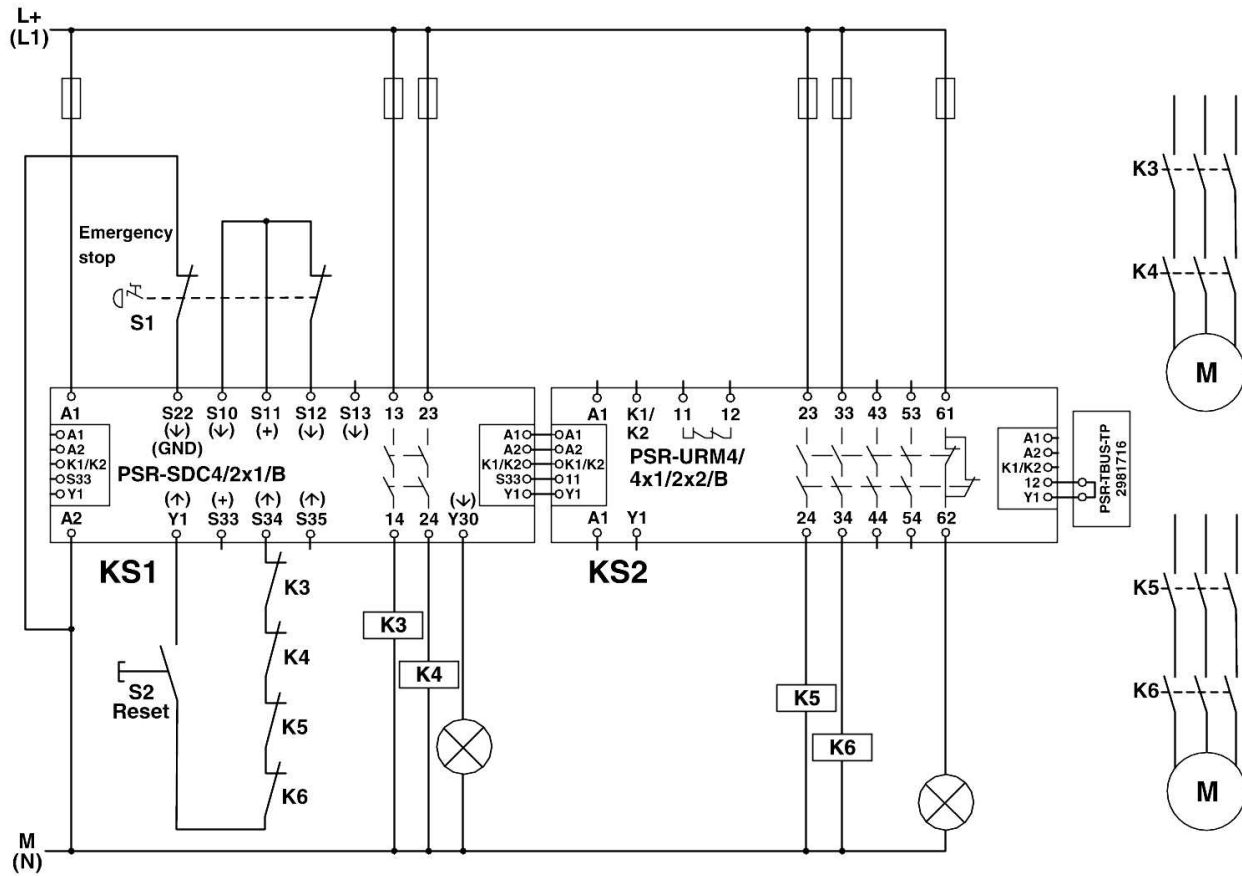 L+
(L1)
K3
Emergency
stop
K4
S1
M
A1 S22 S10 S11 S12 S13 13 23
(↓) (↓) (+) (↓) (↓)
(GND)
A1
A2
K1/K2
S33
Y1
PSR-SDC4/2x1/B
(↑) (+) (↑) (↑) (↓)
A2 Y1 S33 S34 S35 14 24 Y30
A1 A1
A2 A2
K1/K2 K1/K2
S33 11
Y1 Y1
A1 K1/ 11 12 23 33 43 53 61
K2
PSR-URM4/
4x1/2x2/B
A1 Y1 24 34 44 54 62
A1
A2
K1/K2
12
Y1
PSR-TBUS-TP
2981716
KS1
KS2
K3
K3
K4
K4
S2
Reset
K5
K5
K6
K6
K5
K6
M
M
(N)